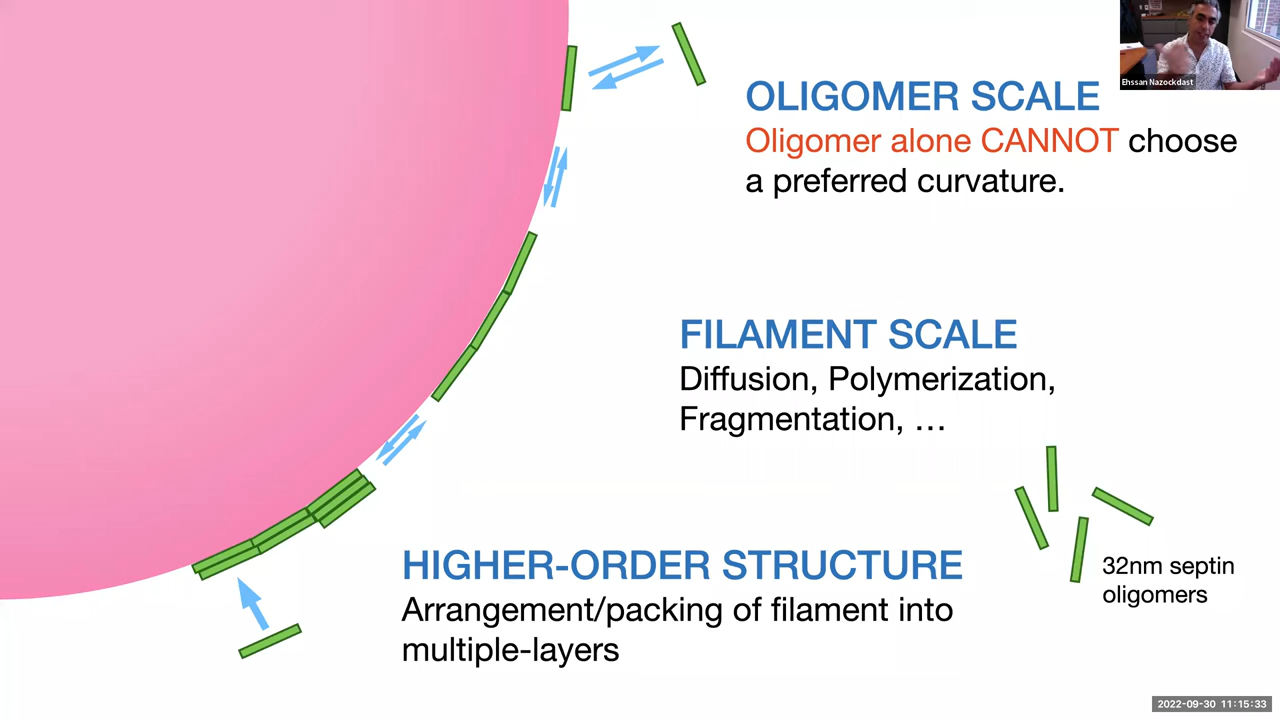 Ehssan Nazockdast
OLIGOMER SCALE
Oligomer alone CANNOT choose
a preferred curvature.
FILAMENT SCALE
Diffusion, Polymerization,
Fragmentation, …
32nm septin
oligomers
HIGHER-ORDER STRUCTURE
Arrangement/packing of filament into
multiple-layers
2022-09-30 11:15:33